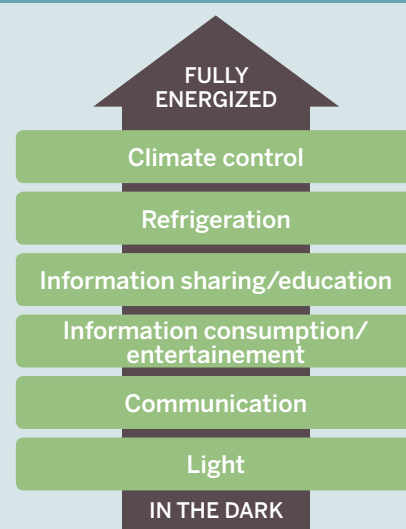 FULLY
ENERGIZED
Climate control
Refrigeration
Information sharing/education
Information consumption/
entertainement
Communication
Light
IN THE DARK